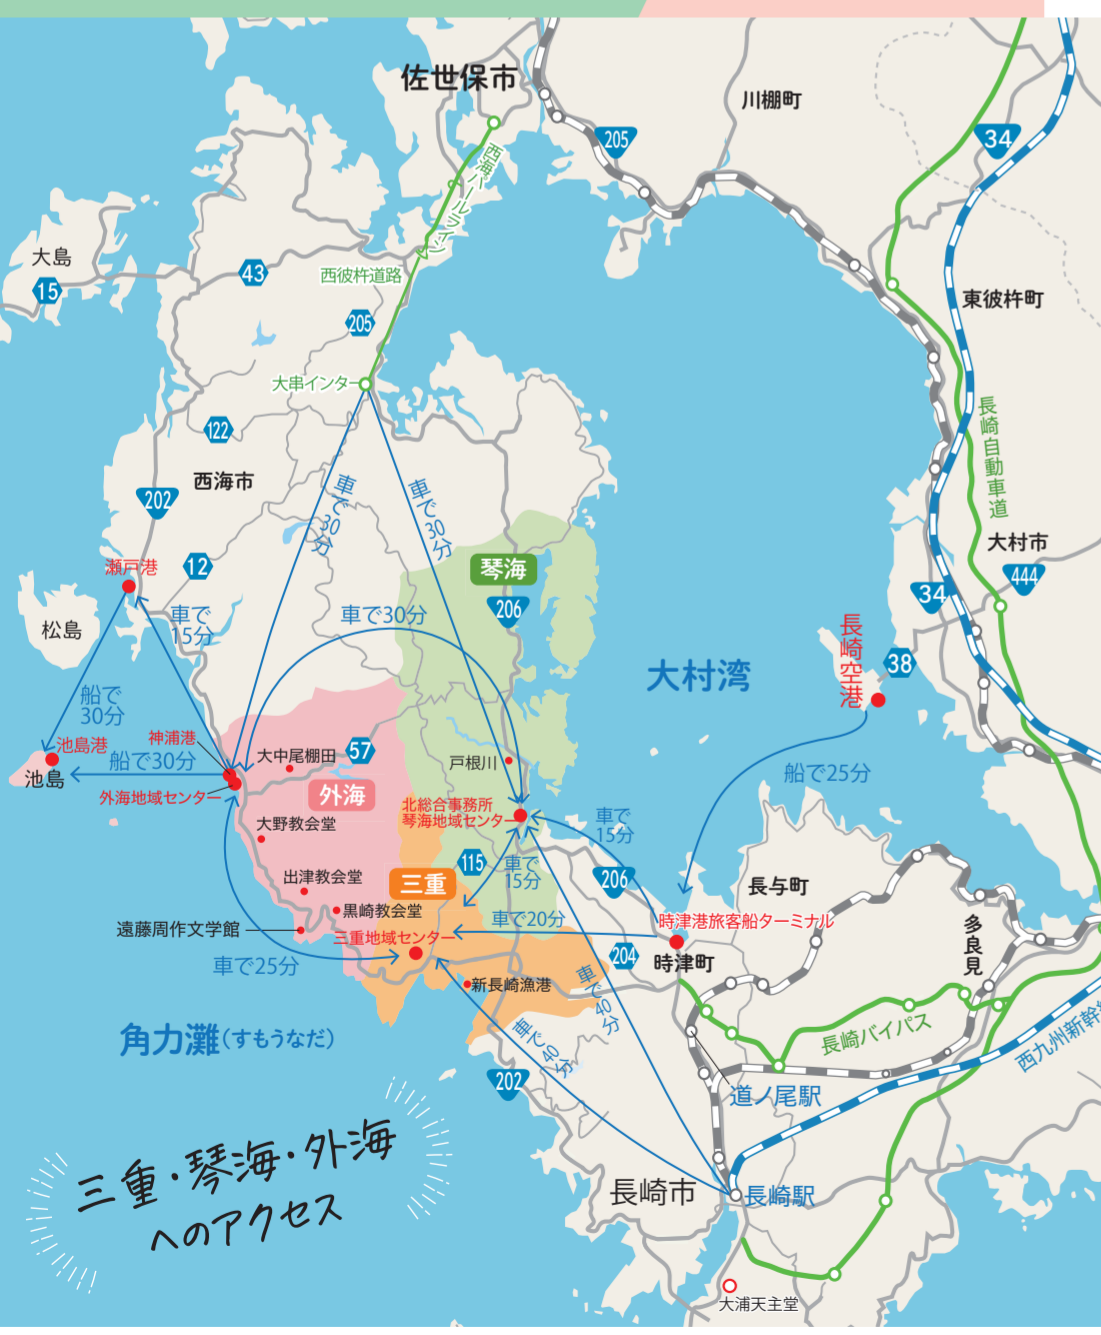 佐世保市
川棚町
205
34
西海パールライン
大島
15
43
西彼杵道路
205
東彼杵町
大串インター
長崎自動車道
122
西海市
202
車で30分
車で30分
琴海
大村市
444
瀬戸港
12
206
34
松島
車で
15分
車で30分
大村湾
長崎空港
38
船で
30分
神浦港
池島港
船で30分
池島
外海地域センター
大中尾棚田
57
外海
戸根川
船で25分
北総合事務所
琴海地域センター
車で
15分
大野教会堂
115
車で
15分
206
三重
出津教会堂
長与町
黒崎教会堂
車で20分
時津港旅客船ターミナル
遠藤周作文学館
三重地域センター
204
時津町
多良見
車で25分
新長崎漁港
車で40分
車で40分
角力灘(すもうなだ)
長崎バイパス
西九州新幹線
202
道ノ尾駅
三重・琴海・外海
へのアクセス
長崎市
長崎駅
大浦天主堂